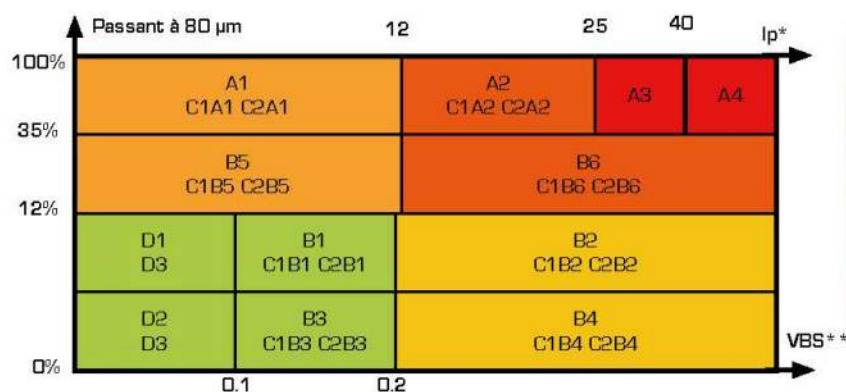 Passant à 80 µm
12
25
40
Ip*
100%
A1
C1A1 C2A1
A2
C1A2 C2A2
A3
A4
35%
B5
C1B5 C2B5
B6
C1B6 C2B6
12%
D1
D3
B1
C1B1 C2B1
B2
C1B2 C2B2
D2
D3
B3
C1B3 C2B3
B4
C1B4 C2B4
VBS**
0%
0.1
0.2